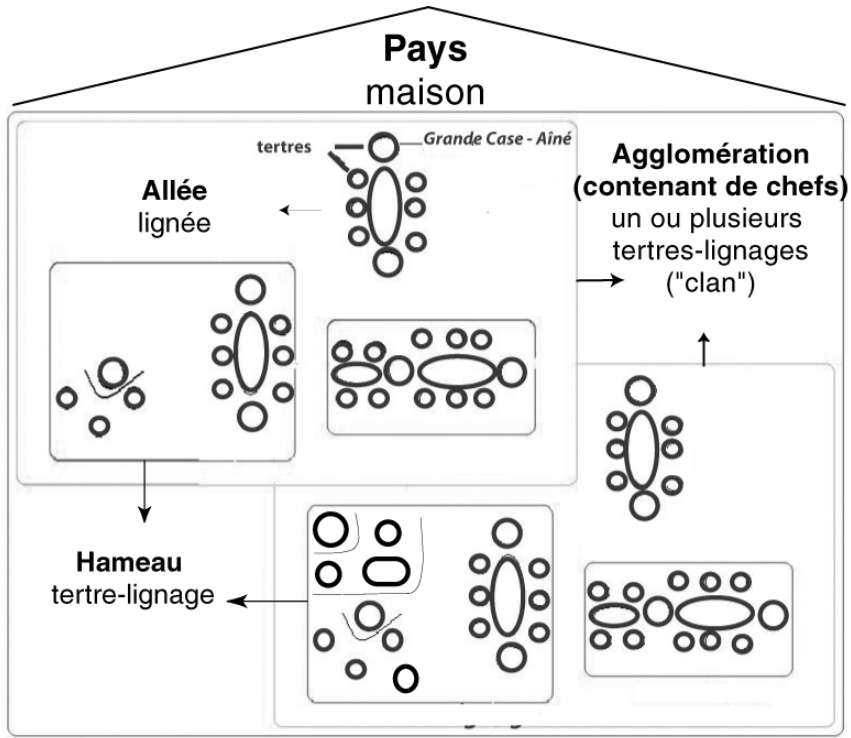 Pays
maison
tertres
Grande Case - Aîné
Allée
lignée
Agglomération
(contenant de chefs)
un ou plusieurs
tertres-lignages
("clan")
Hameau
tertre-lignage